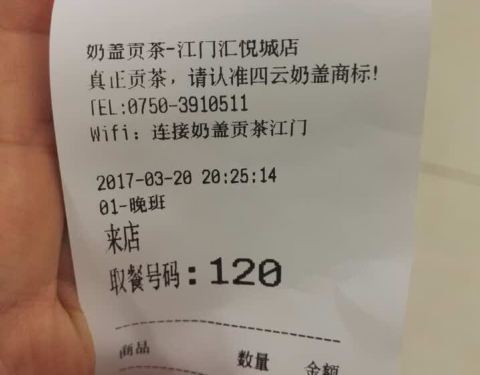 奶盖贡茶-江门汇悦城店
真正贡茶，请认准四云奶盖商标!
TEL:0750-3910511
Wifi: 连接奶盖贡茶江门
2017-03-20 20:25:14
01-晚班
来店
取餐号码:120
商品 数量 金额